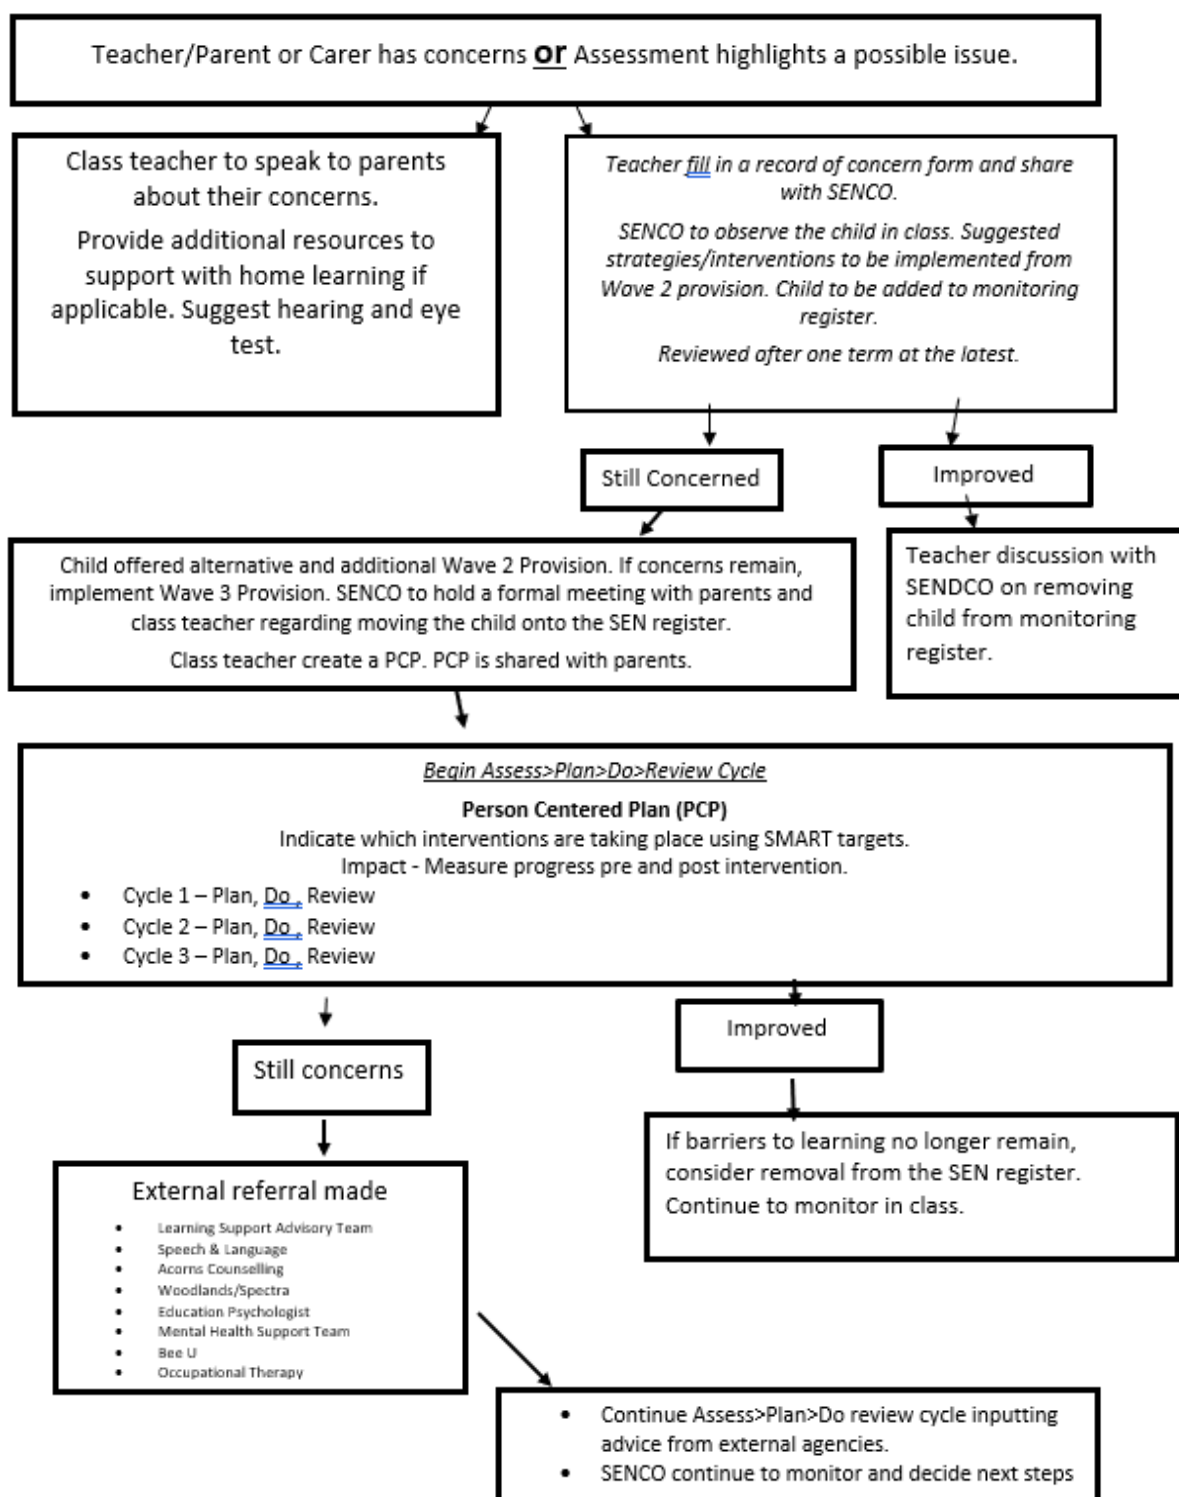 Teacher/Parent or Carer has concerns or Assessment highlights a possible issue.
Class teacher to speak to parents
about their concerns.
Provide additional resources to
support with home learning if
applicable. Suggest hearing and eye
test.
Teacher fill in a record of concern form and share
with SENCO.
SENCO to observe the child in class. Suggested
strategies/interventions to be implemented from
Wave 2 provision. Child to be added to monitoring
register.
Reviewed after one term at the latest.
Still Concerned
Improved
Child offered alternative and additional Wave 2 Provision. If concerns remain,
implement Wave 3 Provision. SENCO to hold a formal meeting with parents and
class teacher regarding moving the child onto the SEN register.
Class teacher create a PCP. PCP is shared with parents.
Teacher discussion with
SENDCO on removing
child from monitoring
register.
Begin Assess>Plan>Do>Review Cycle
Person Centered Plan (PCP)
Indicate which interventions are taking place using SMART targets.
Impact - Measure progress pre and post intervention.
• Cycle 1 – Plan, Do , Review
• Cycle 2 – Plan, Do , Review
• Cycle 3 – Plan, Do , Review
Still concerns
Improved
External referral made
• Learning Support Advisory Team
• Speech & Language
• Acorns Counselling
• Woodlands/Spectra
• Education Psychologist
• Mental Health Support Team
• Bee U
• Occupational Therapy
If barriers to learning no longer remain,
consider removal from the SEN register.
Continue to monitor in class.
• Continue Assess>Plan>Do review cycle inputting
advice from external agencies.
• SENCO continue to monitor and decide next steps